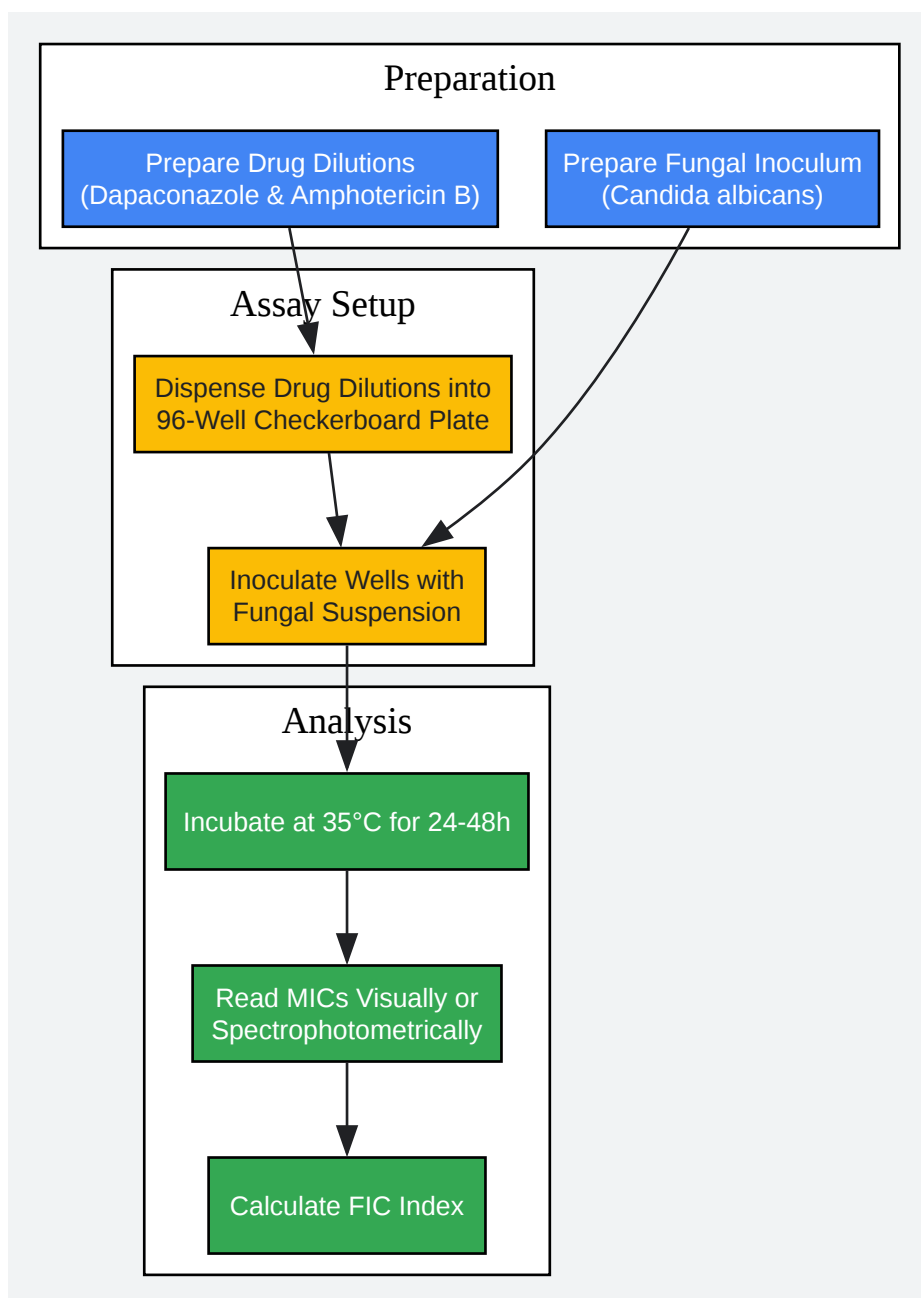 Preparation
Prepare Drug Dilutions
(Dapaconazole & Amphotericin B)
Prepare Fungal Inoculum
(Candida albicans)
Assay Setup
Dispense Drug Dilutions into
96-Well Checkerboard Plate
Inoculate Wells with
Fungal Suspension
Analysis
Incubate at 35°C for 24-48h
Read MICs Visually or
Spectrophotometrically
Calculate FIC Index